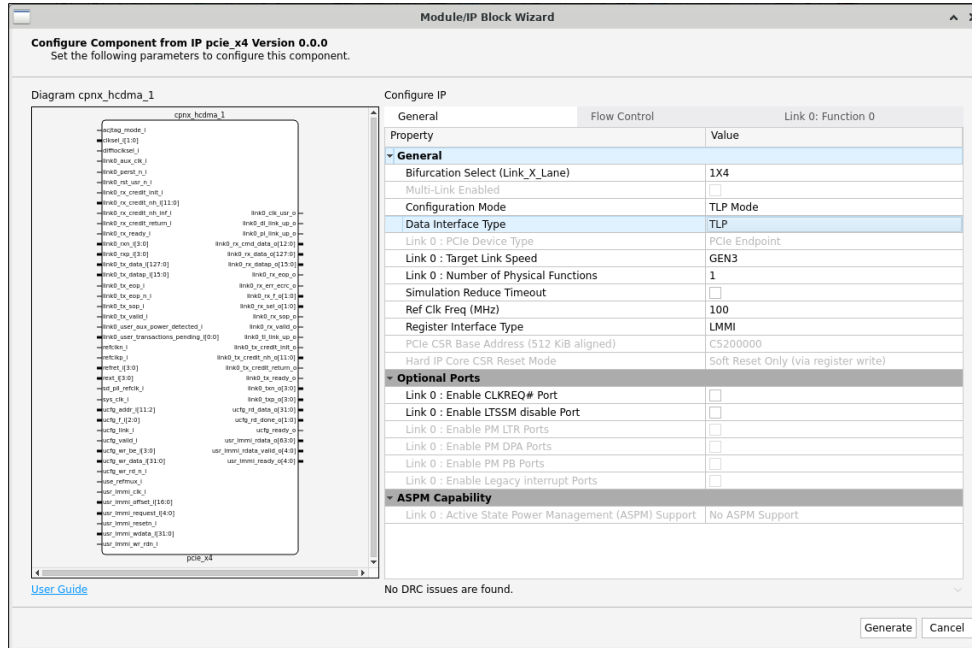 Module/IP Block Wizard
Configure Component from IP pcie_x4 Version 0.0.0
Set the following parameters to configure this component.
Diagram cpnx_hcdma_1
cpnx_hcdma_1
acjtag_mode_i
clksel_i[1:0]
diffioclksel_i
link0_aux_clk_i
link0_perst_n_i
link0_rst_usr_n_i
link0_rx_credit_init_i
link0_rx_credit_nh_i[11:0]
link0_rx_credit_nh_inf_i
link0_rx_credit_return_i
link0_rx_ready_i
link0_rxn_i[3:0]
link0_rxp_i[3:0]
link0_tx_data_i[127:0]
link0_tx_datap_i[15:0]
link0_tx_eop_i
link0_tx_eop_n_i
link0_tx_sop_i
link0_tx_valid_i
link0_user_aux_power_detected_i
link0_user_transactions_pending_i[0:0]
refclkn_i
refclkp_i
refret_i[3:0]
rext_i[3:0]
sd_pll_refclk_i
sys_clk_i
ucfg_addr_i[11:2]
ucfg_f_i[2:0]
ucfg_link_i
ucfg_valid_i
ucfg_wr_be_i[3:0]
ucfg_wr_data_i[31:0]
ucfg_wr_rd_n_i
use_refmux_i
usr_lmmi_clk_i
usr_lmmi_offset_i[16:0]
usr_lmmi_request_i[4:0]
usr_lmmi_resetn_i
usr_lmmi_wdata_i[31:0]
usr_lmmi_wr_rdn_i
link0_clk_usr_o
link0_dl_link_up_o
link0_pl_link_up_o
link0_rx_cmd_data_o[12:0]
link0_rx_data_o[127:0]
link0_rx_datap_o[15:0]
link0_rx_eop_o
link0_rx_err_ecrc_o
link0_rx_f_o[1:0]
link0_rx_sel_o[1:0]
link0_rx_sop_o
link0_rx_valid_o
link0_tl_link_up_o
link0_tx_credit_init_o
link0_tx_credit_nh_o[11:0]
link0_tx_credit_return_o
link0_tx_ready_o
link0_txn_o[3:0]
link0_txp_o[3:0]
ucfg_rd_data_o[31:0]
ucfg_rd_done_o[1:0]
ucfg_ready_o
usr_lmmi_rdata_o[63:0]
usr_lmmi_rdata_valid_o[4:0]
usr_lmmi_ready_o[4:0]
pcie_x4
User Guide
Configure IP
General Flow Control Link 0: Function 0
Property Value
General
Bifurcation Select (Link_X_Lane) 1X4
Multi-Link Enabled
Configuration Mode TLP Mode
Data Interface Type TLP
Link 0 : PCIe Device Type PCIe Endpoint
Link 0 : Target Link Speed GEN3
Link 0 : Number of Physical Functions 1
Simulation Reduce Timeout
Ref Clk Freq (MHz) 100
Register Interface Type LMMI
PCIe CSR Base Address (512 KiB aligned) C5200000
Hard IP Core CSR Reset Mode Soft Reset Only (via register write)
Optional Ports
Link 0 : Enable CLKREQ# Port
Link 0 : Enable LTSSM disable Port
Link 0 : Enable PM LTR Ports
Link 0 : Enable PM DPA Ports
Link 0 : Enable PM PB Ports
Link 0 : Enable Legacy interrupt Ports
ASPM Capability
Link 0 : Active State Power Management (ASPM) Support No ASPM Support
No DRC issues are found.
Generate Cancel